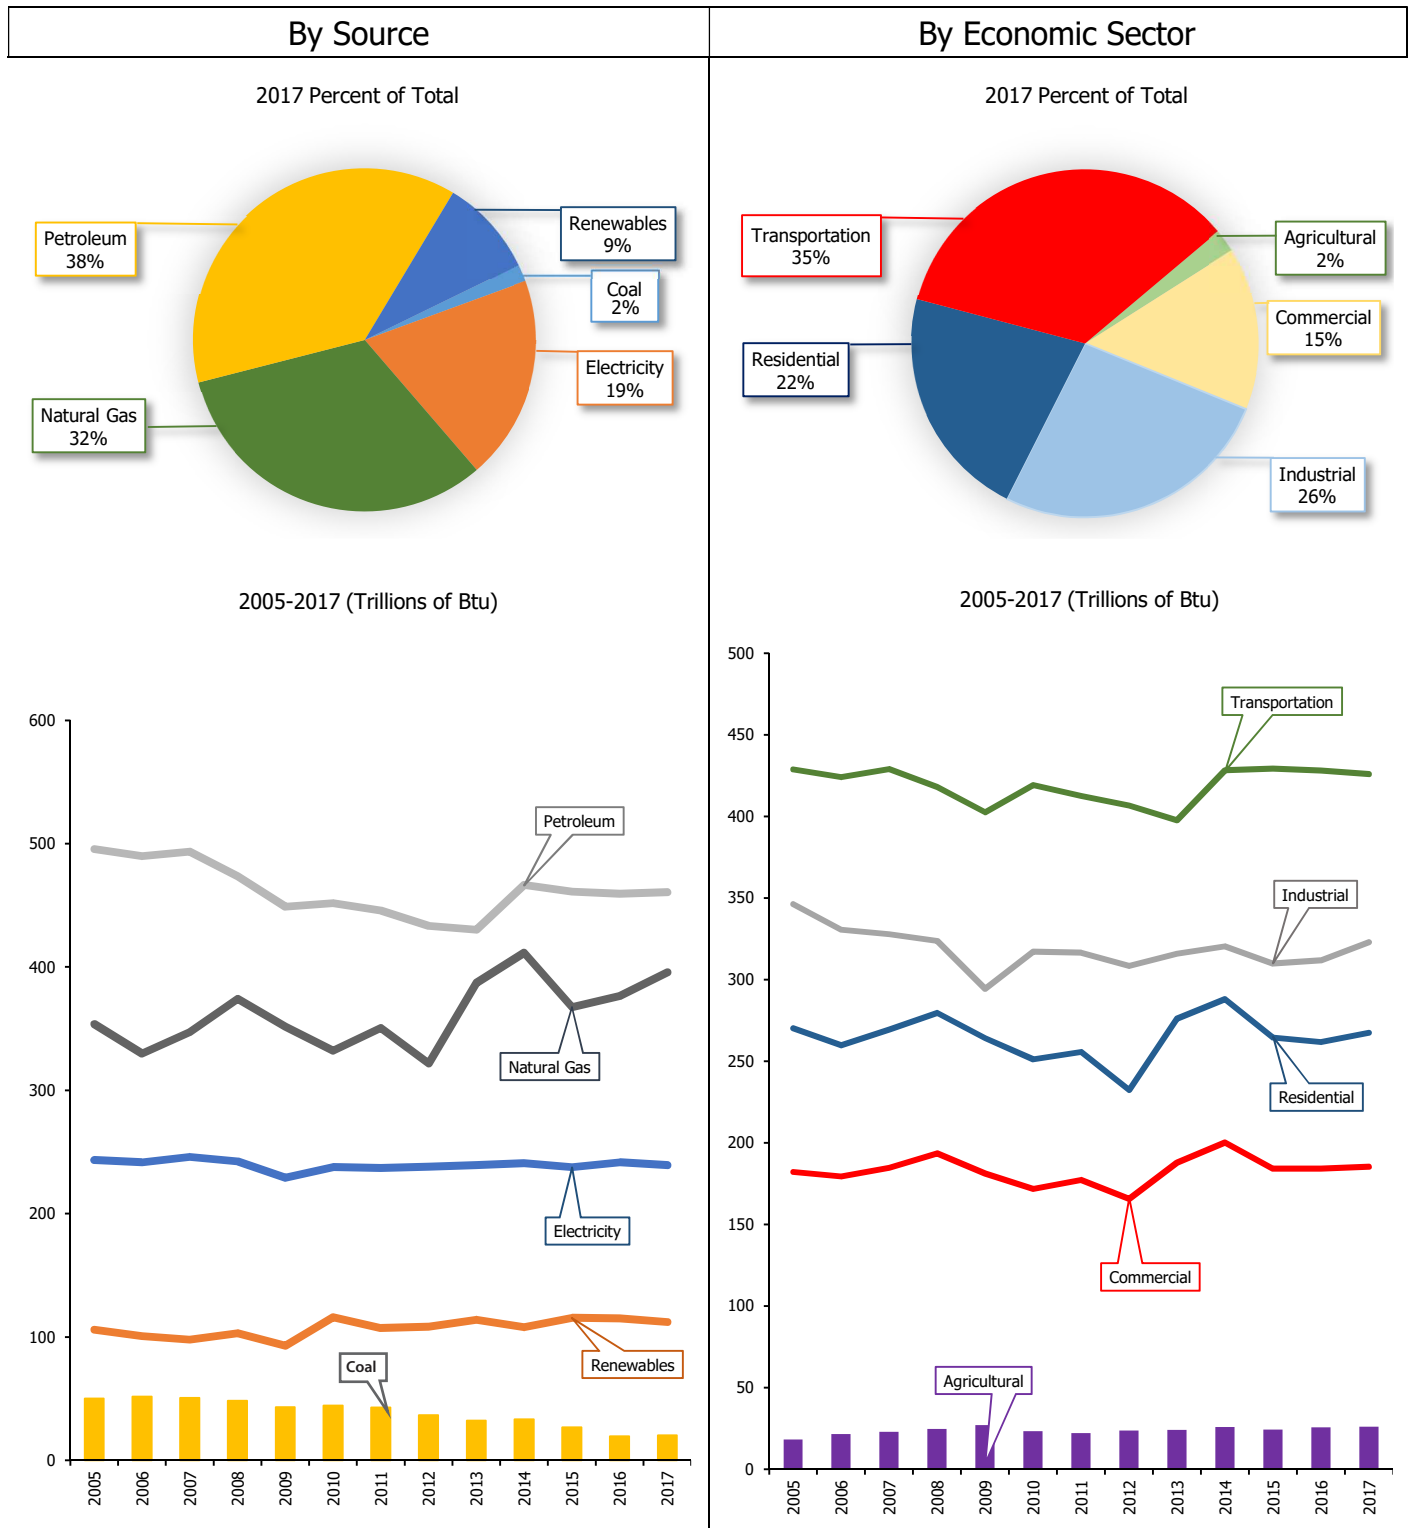 By Source
2017 Percent of Total
Petroleum
38%
Renewables
9%
Coal
2%
Electricity
19%
Natural Gas
32%
2005-2017 (Trillions of Btu)
600
500
400
300
200
100
0
Petroleum
Natural Gas
Electricity
Renewables
Coal
2005
2006
2007
2008
2009
2010
2011
2012
2013
2014
2015
2016
2017
By Economic Sector
2017 Percent of Total
Transportation
35%
Agricultural
2%
Commercial
15%
Residential
22%
Industrial
26%
2005-2017 (Trillions of Btu)
500
450
400
350
300
250
200
150
100
50
0
Transportation
Industrial
Residential
Commercial
Agricultural
2005
2006
2007
2008
2009
2010
2011
2012
2013
2014
2015
2016
2017